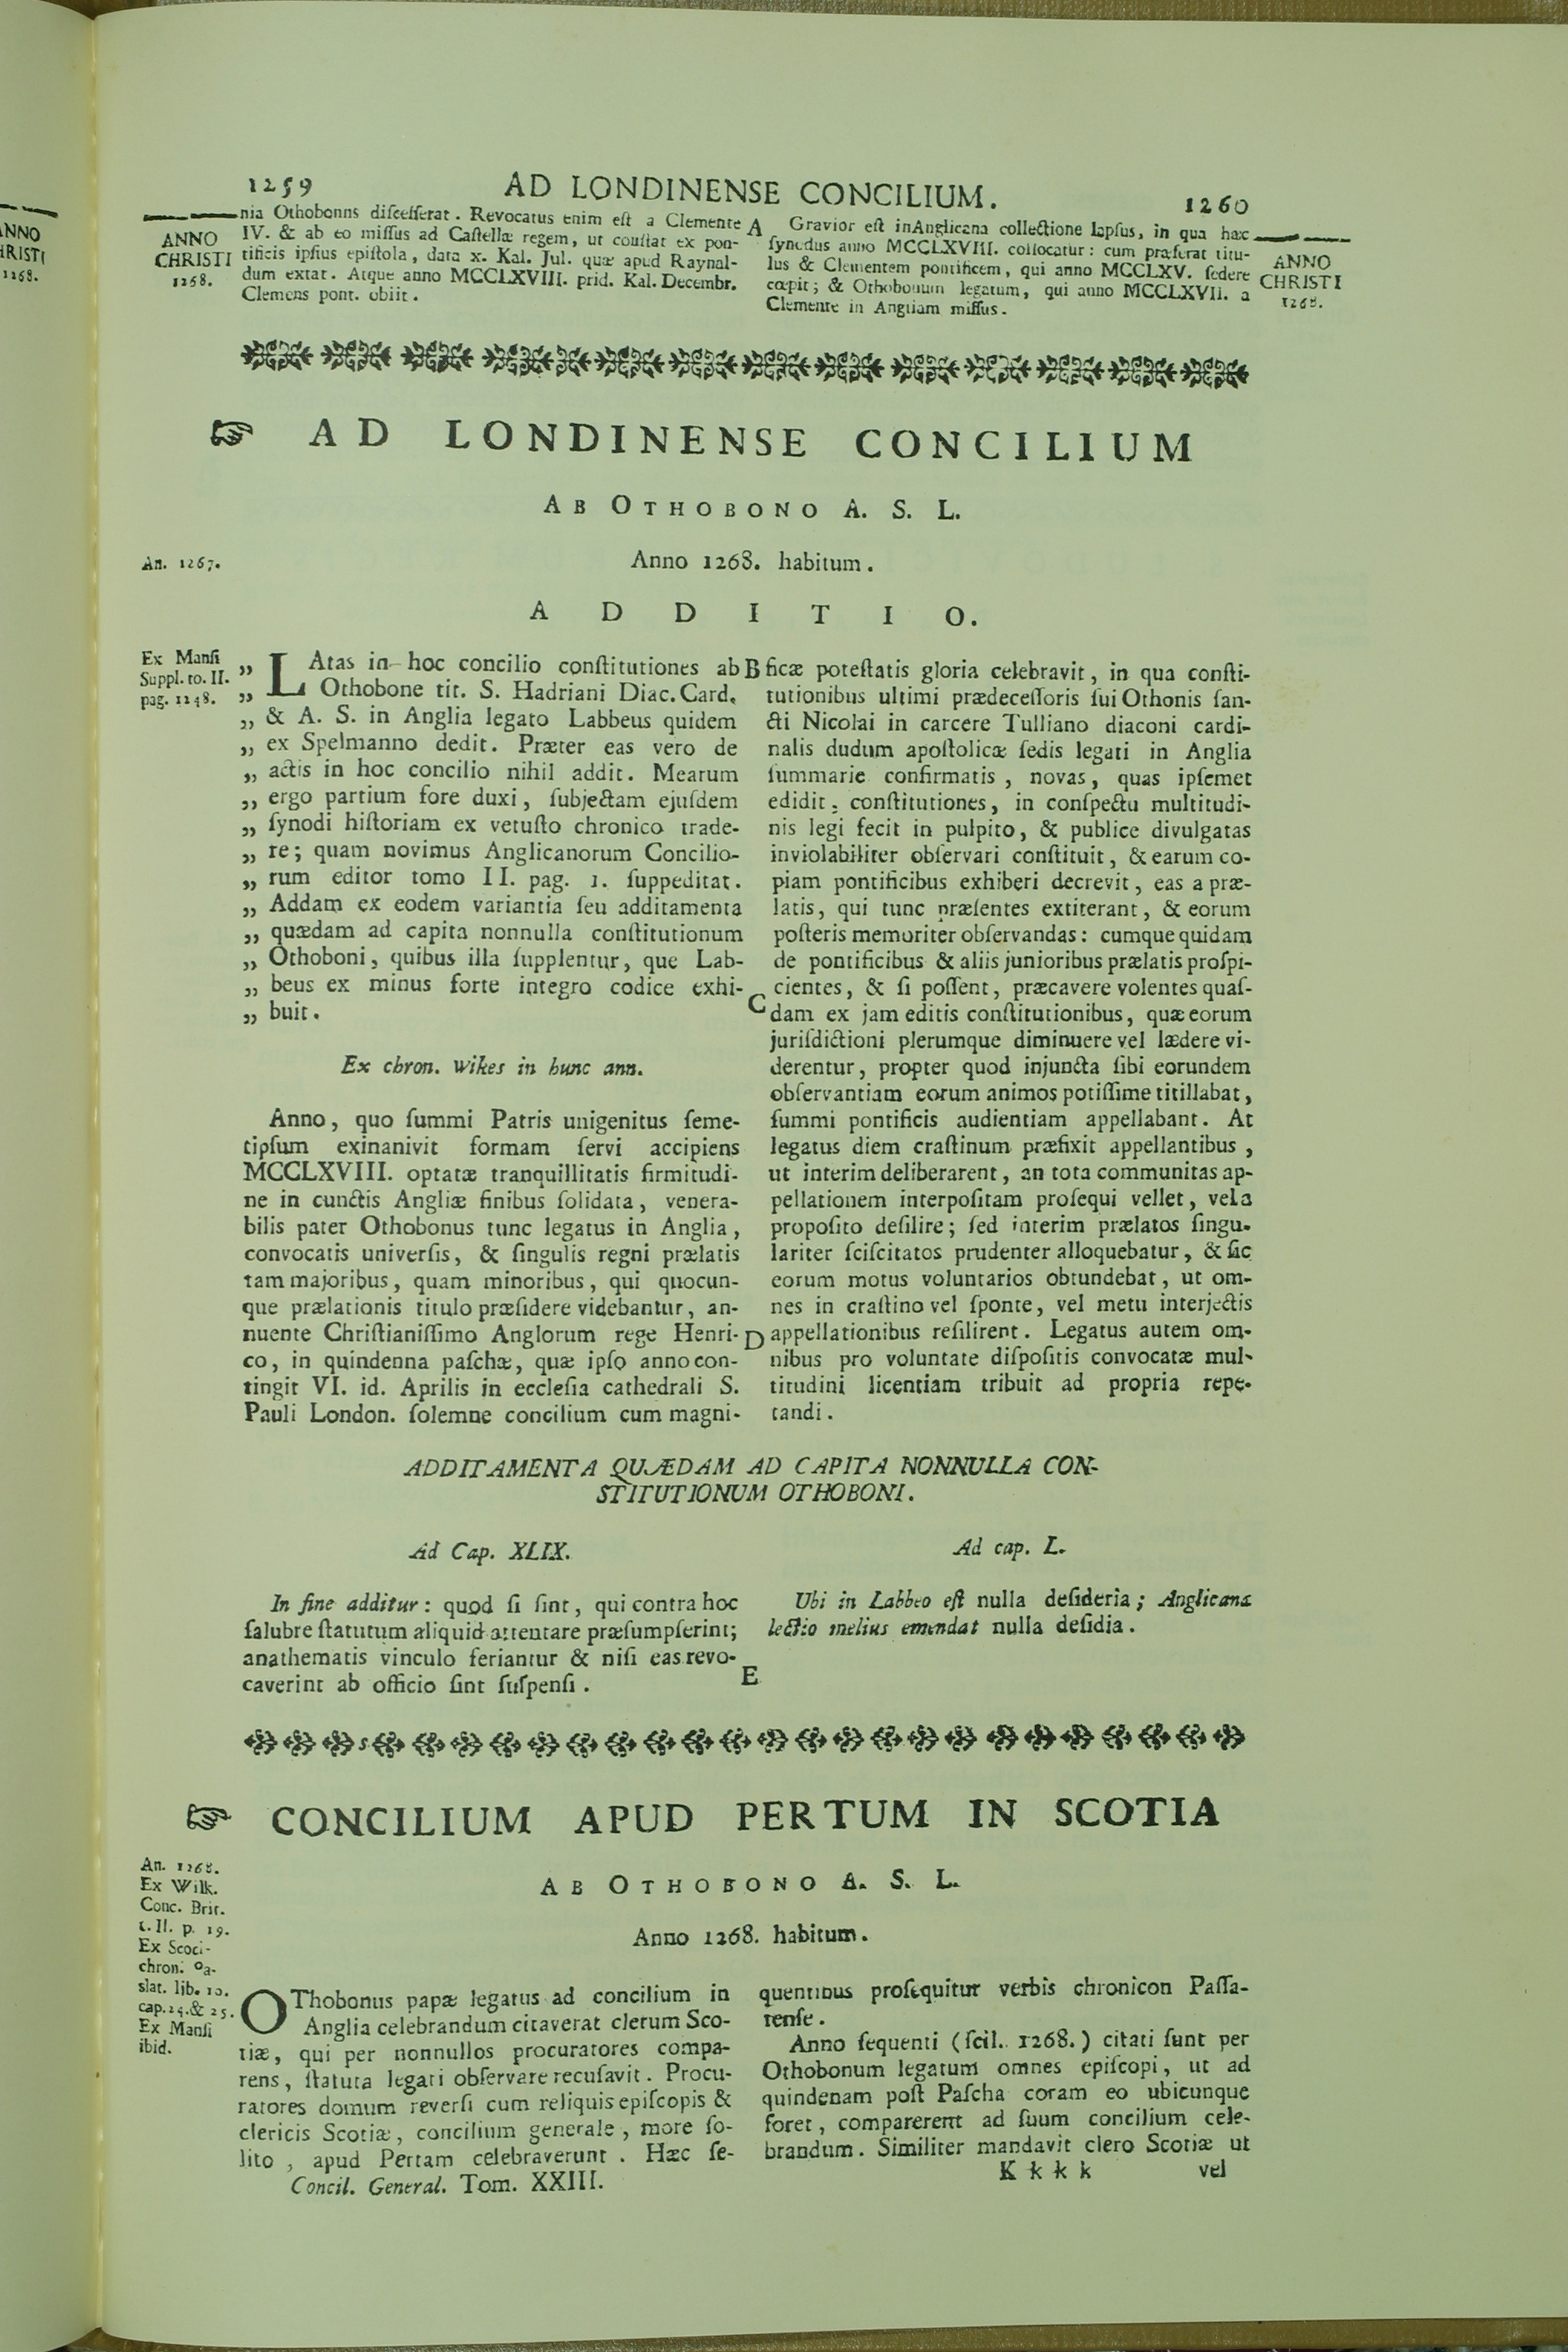 1259
AD LONDINENSE CONCILIUM.
1260
ANNO
CHRISTI
1268.
nia Othobonns diſceſſerat. Revocatus enim eſt a Clemente
IV. & ab eo miſſus ad Caſtellæ regem, ut conſtat ex pon-
tificis ipſius epiſtola, data x. Kal. Jul. quæ apud Raynal-
dum extat. Atque anno MCCLXVIII. prid. Kal. Decembr.
Clemens pont. obiit.
A
Gravior eſt in Anglicana collectione lapſus, in qua hæc
ſynodus anno MCCLXVIII. collocatur: cum præferat titu-
lus & Clementem pontificem, qui anno MCCLXV. ſedere
cœpit; & Othobonum legatum, qui anno MCCLXVII. a
Clemente in Angliam miſſus.
ANNO
CHRISTI
1268.
☞ AD LONDINENSE CONCILIUM
AB OTHOBONO A. S. L.
An. 1267.
Anno 1268. habitum.
ADDITIO.
Ex Manſi
Suppl. to. II.
pag. 1248.
„ LAtas in hoc concilio conſtitutiones ab
„ Othobone tit. S. Hadriani Diac. Card.
„ & A. S. in Anglia legato Labbeus quidem
„ ex Spelmanno dedit. Præter eas vero de
„ actis in hoc concilio nihil addit. Mearum
„ ergo partium fore duxi, ſubjectam ejuſdem
„ ſynodi hiſtoriam ex vetuſto chronico trade-
„ re; quam novimus Anglicanorum Concilio-
„ rum editor tomo II. pag. 1. ſuppeditat.
„ Addam ex eodem variantia ſeu additamenta
„ quædam ad capita nonnulla conſtitutionum
„ Othoboni, quibus illa ſupplentur, que Lab-
„ beus ex minus forte integro codice exhi-
„ buit.
Ex chron. Wikes in hunc ann.
Anno, quo ſummi Patris unigenitus ſeme-
tipſum exinanivit formam ſervi accipiens
MCCLXVIII. optatæ tranquillitatis firmitudi-
ne in cunctis Angliæ finibus ſolidata, venera-
bilis pater Othobonus tunc legatus in Anglia,
convocatis univerſis, & ſingulis regni prælatis
tam majoribus, quam minoribus, qui quocun-
que prælationis titulo præſidere videbantur, an-
nuente Chriſtianiſſimo Anglorum rege Henri-
co, in quindenna paſchæ, quæ ipſo anno con-
tingit VI. id. Aprilis in eccleſia cathedrali S.
Pauli London. ſolemne concilium cum magni-
B
C
D
ficæ poteſtatis gloria celebravit, in qua conſti-
tutionibus ultimi prædeceſſoris ſui Othonis ſan-
cti Nicolai in carcere Tulliano diaconi cardi-
nalis dudum apoſtolicæ ſedis legati in Anglia
ſummarie confirmatis, novas, quas ipſemet
edidit, conſtitutiones, in conſpectu multitudi-
nis legi fecit in pulpito, & publice divulgatas
inviolabiliter obſervari conſtituit, & earum co-
piam pontificibus exhiberi decrevit, eas a præ-
latis, qui tunc præſentes extiterant, & eorum
poſteris memoriter obſervandas: cumque quidam
de pontificibus & aliis junioribus prælatis proſpi-
cientes, & ſi poſſent, præcavere volentes quaſ-
dam ex jam editis conſtitutionibus, quæ eorum
juriſdictioni plerumque diminuere vel lædere vi-
derentur, propter quod injuncta ſibi eorundem
obſervantiam eorum animos potiſſime titillabat,
ſummi pontificis audientiam appellabant. At
legatus diem craſtinum præfixit appellantibus,
ut interim deliberarent, an tota communitas ap-
pellationem interpoſitam proſequi vellet, vel a
propoſito deſilire; ſed interim prælatos ſingu-
lariter ſciſcitatos prudenter alloquebatur, & ſic
eorum motus voluntarios obtundebat, ut om-
nes in craſtino vel ſponte, vel metu interjectis
appellationibus reſilirent. Legatus autem om-
nibus pro voluntate diſpoſitis convocatæ mul-
titudini licentiam tribuit ad propria repe-
tandi.
ADDITAMENTA QUÆDAM AD CAPITA NONNULLA CON-
STITUTIONUM OTHOBONI.
Ad Cap. XLIX.
In fine additur: quod ſi ſint, qui contra hoc
ſalubre ſtatutum aliquid attentare præſumpſerint;
anathematis vinculo feriantur & niſi eas revo-
caverint ab officio ſint ſuſpenſi.
E
Ad cap. L.
Ubi in Labbeo eſt nulla deſideria; Anglicana
lectio melius emendat nulla deſidia.
☞ CONCILIUM APUD PERTUM IN SCOTIA
AB OTHOBONO A. S. L.
Anno 1268. habitum.
An. 1268.
Ex Wilk.
Conc. Brit.
t. II. p. 19.
Ex Scoti-
chron.
slat. lib. 10.
cap. 24. & 25.
Ex Manſi
ibid.
OThobonus papæ legatus ad concilium in
Anglia celebrandum citaverat clerum Sco-
tiæ, qui per nonnullos procuratores compa-
rens, ſtatuta legati obſervare recuſavit. Procu-
ratores domum reverſi cum reliquis epiſcopis &
clericis Scotiæ, concilium generale, more ſo-
lito, apud Pertam celebraverunt. Hæc ſe-
quentibus proſequitur verbis chronicon Paſſa-
tenſe.
Anno ſequenti (ſcil. 1268.) citati ſunt per
Othobonum legatum omnes epiſcopi, ut ad
quindenam poſt Paſcha coram eo ubicunque
foret, comparerent ad ſuum concilium cele-
brandum. Similiter mandavit clero Scotiæ ut
Concil. General. Tom. XXIII.
Kkkk
vel
ANNO
HRISTI
1268.